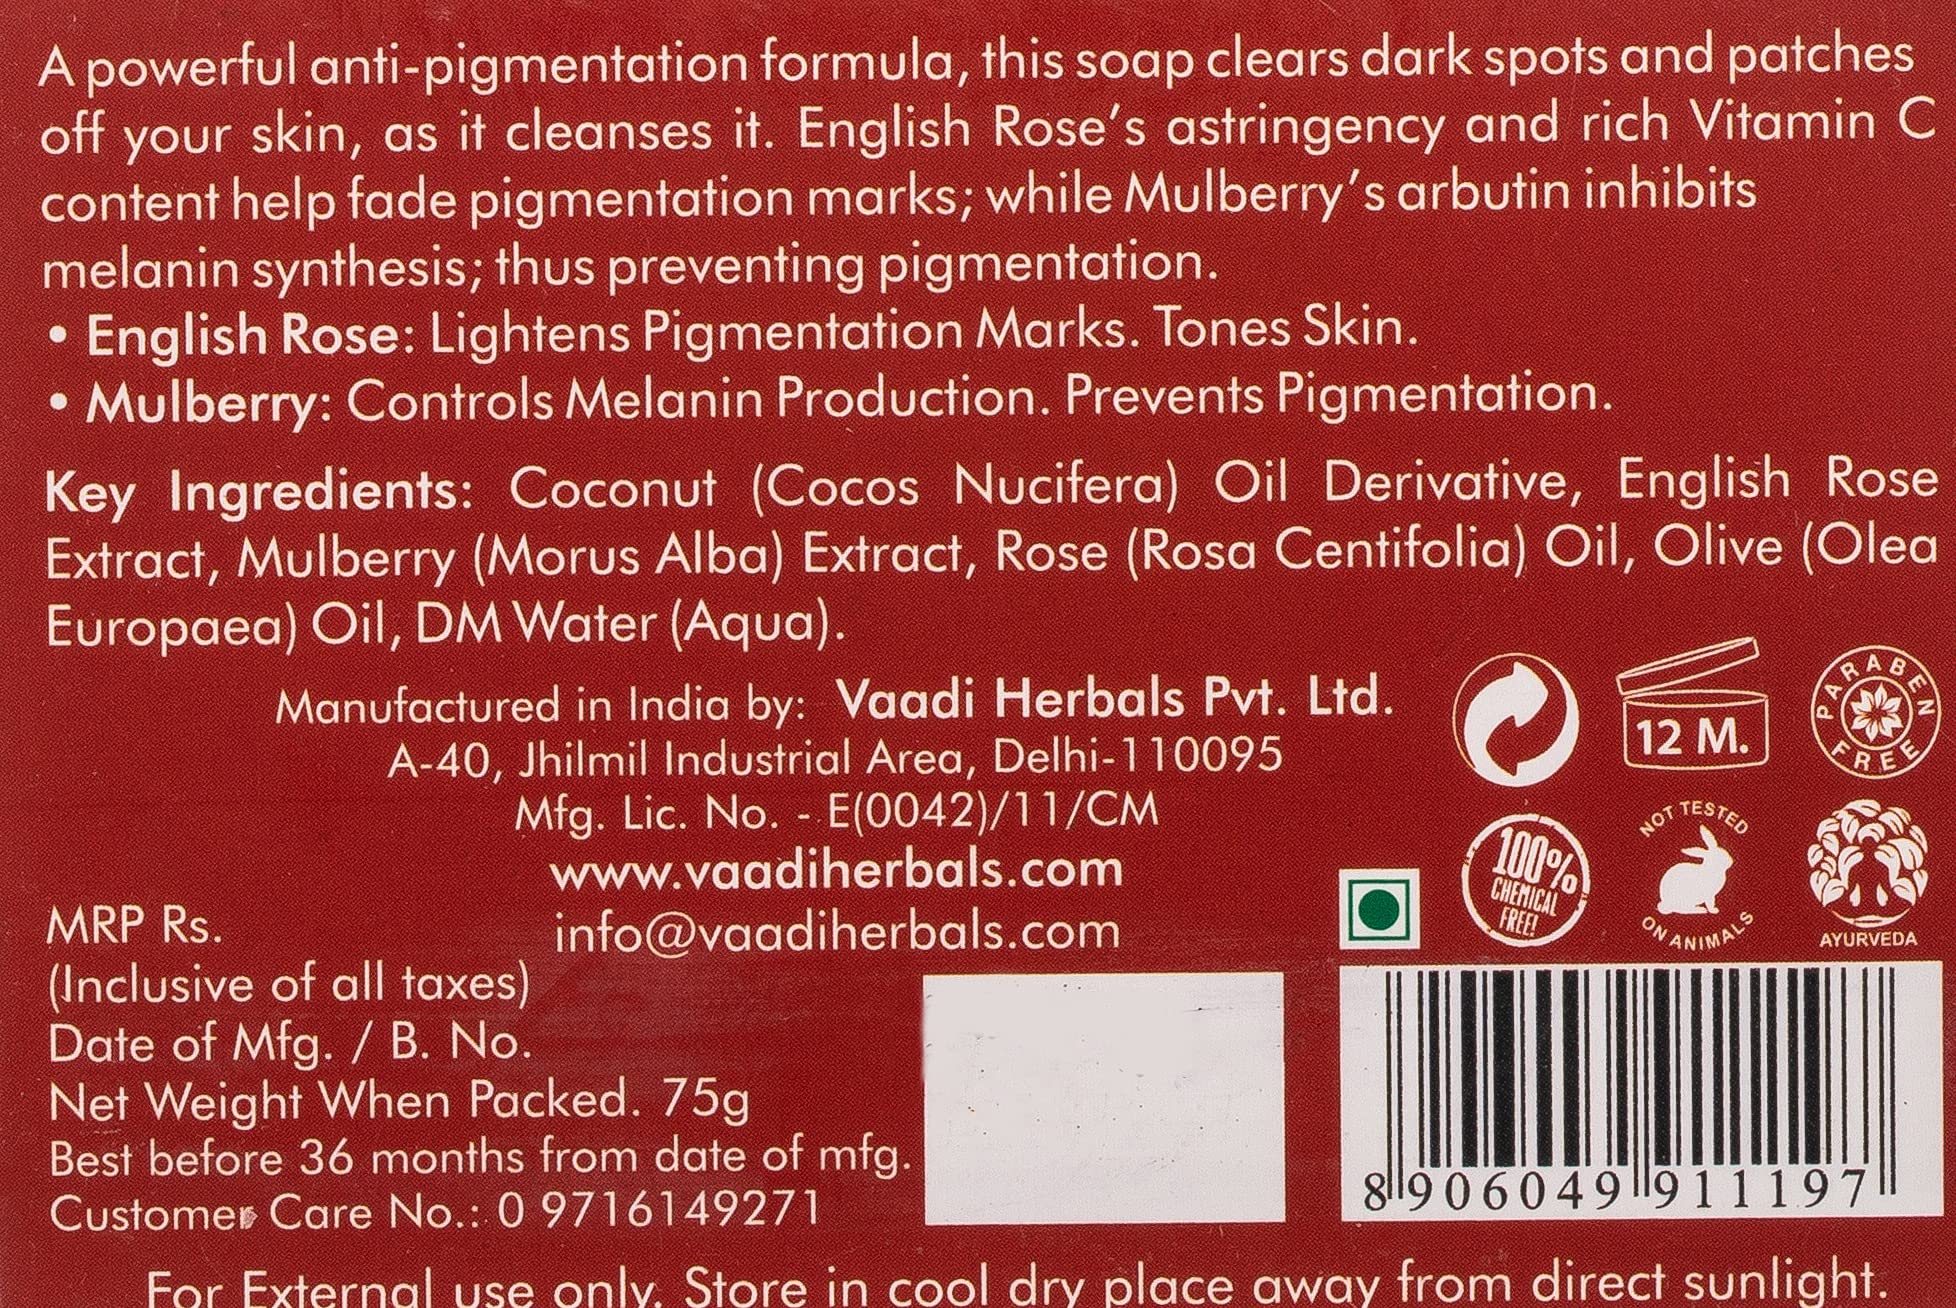 A powerful anti-pigmentation formula, this soap clears dark spots and patches
off your skin, as it cleanses it. English Rose's astringency and rich Vitamin C
content help fade pigmentation marks; while Mulberry's arbutin inhibits
melanin synthesis; thus preventing pigmentation.
• English Rose: Lightens Pigmentation Marks. Tones Skin.
• Mulberry: Controls Melanin Production. Prevents Pigmentation.
Key Ingredients: Coconut (Cocos Nucifera) Oil Derivative, English Rose
Extract, Mulberry (Morus Alba) Extract, Rose (Rosa Centifolia) Oil, Olive (Olea
Europaea) Oil, DM Water (Aqua).
Manufactured in India by: Vaadi Herbals Pvt. Ltd.
A-40, Jhilmil Industrial Area, Delhi-110095
Mfg. Lic. No. - E(0042)/11/CM
www.vaadiherbals.com
info@vaadiherbals.com
12 M.
PARABEN
FREE
100%
CHEMICAL
FREE!
NOT TESTED
ON ANIMALS
AYURVEDA
MRP Rs.
(Inclusive of all taxes)
Date of Mfg. / B. No.
Net Weight When Packed. 75g
Best before 36 months from date of mfg.
Customer Care No.: 0 9716149271
8 906049 911197
For External use only. Store in cool dry place away from direct sunlight.